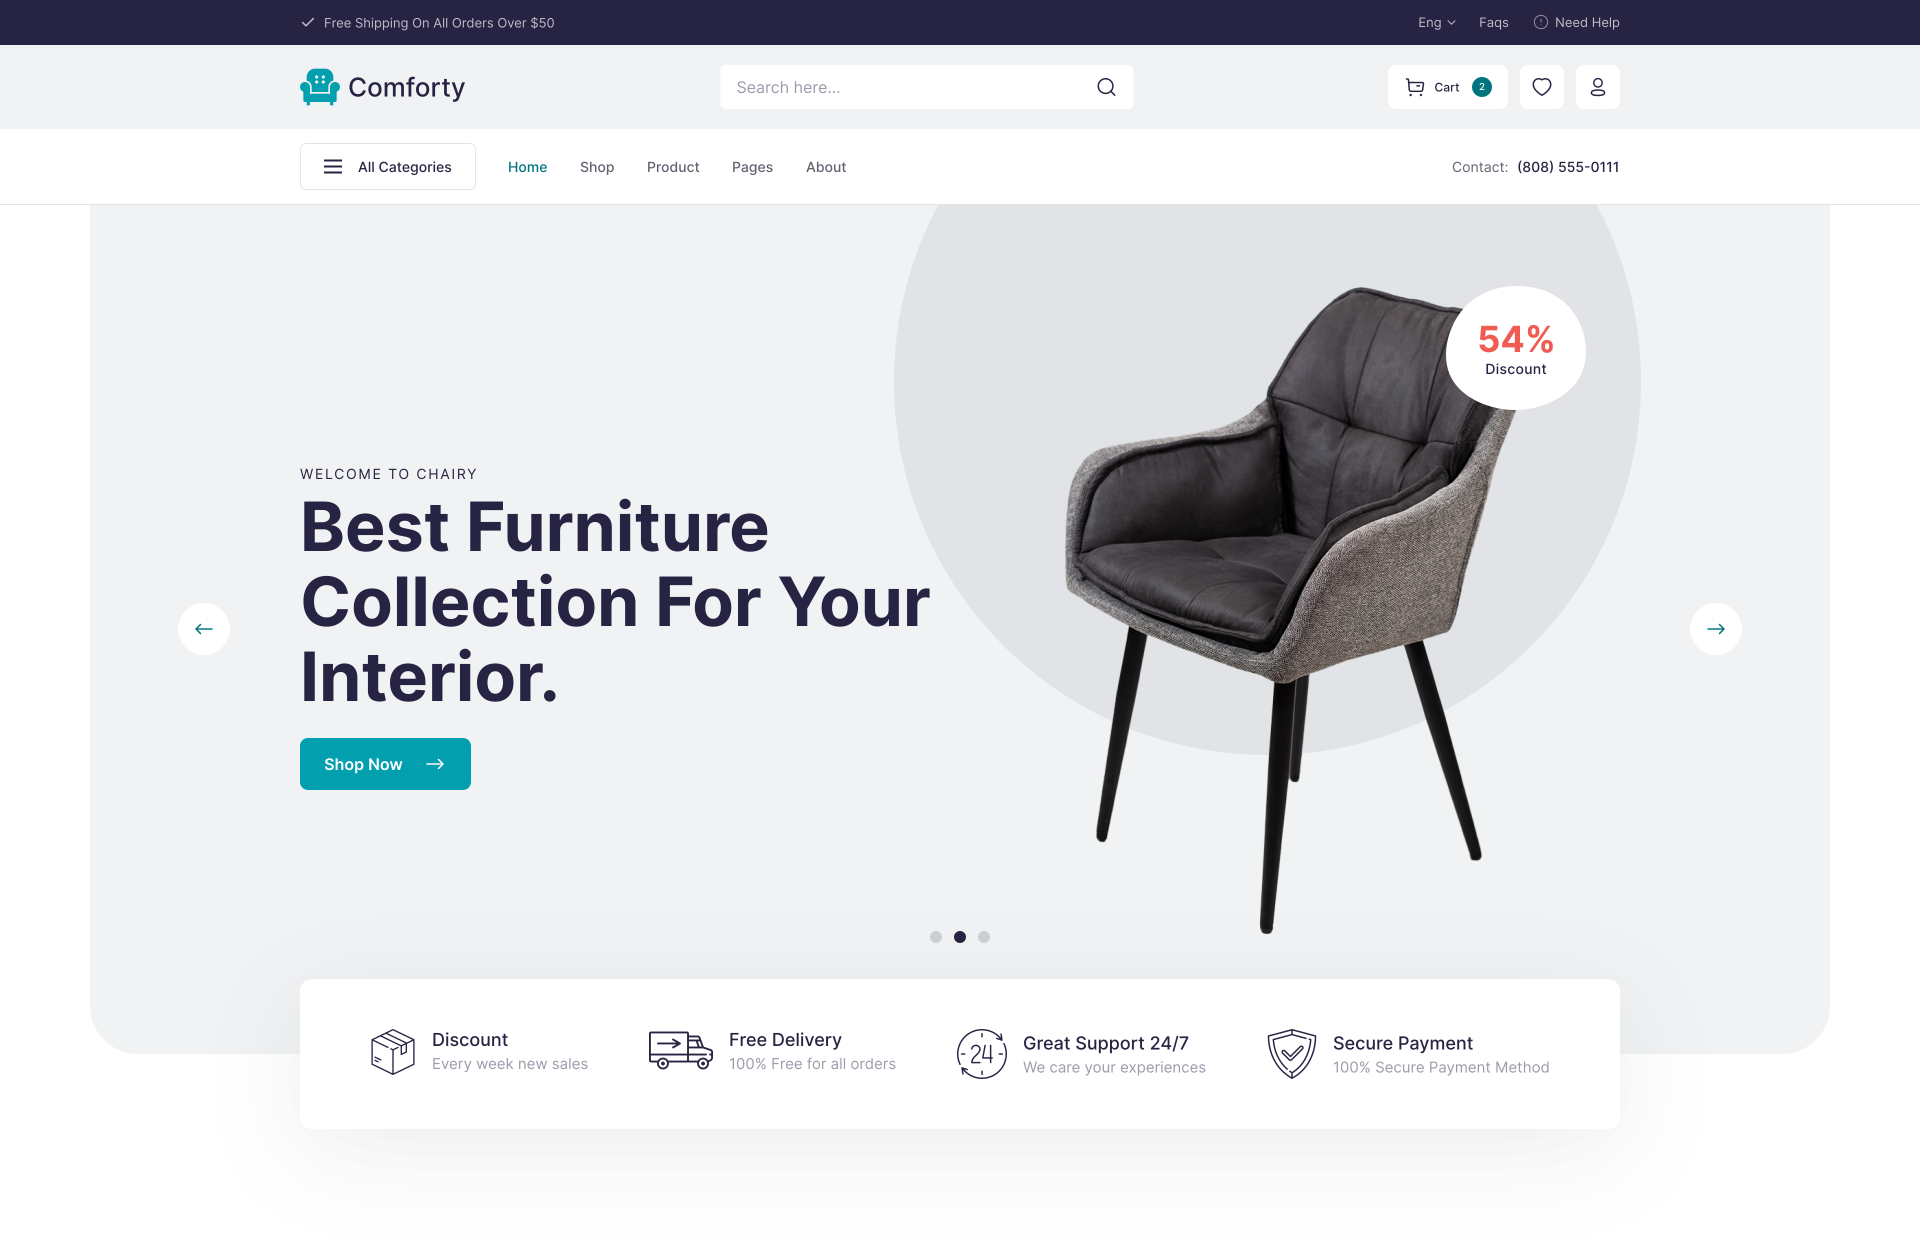 Free Shipping On All Orders Over $50
Eng
Faqs
Need Help
Comforty
Search here...
Cart
2
All Categories
Home
Shop
Product
Pages
About
Contact: (808) 555-0111
54%
Discount
WELCOME TO CHAIRY
Best Furniture
Collection For Your
Interior.
Shop Now
Discount
Every week new sales
Free Delivery
100% Free for all orders
24
Great Support 24/7
We care your experiences
Secure Payment
100% Secure Payment Method